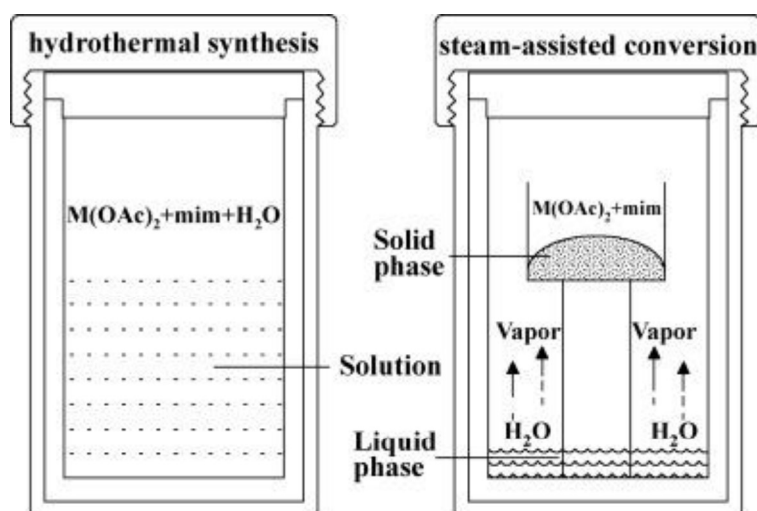 hydrothermal synthesis
M(OAc)₂+mim+H₂O
Solution
steam-assisted conversion
M(OAc)₂+mim
Solid
phase
Vapor
Vapor
H₂O
H₂O
Liquid
phase